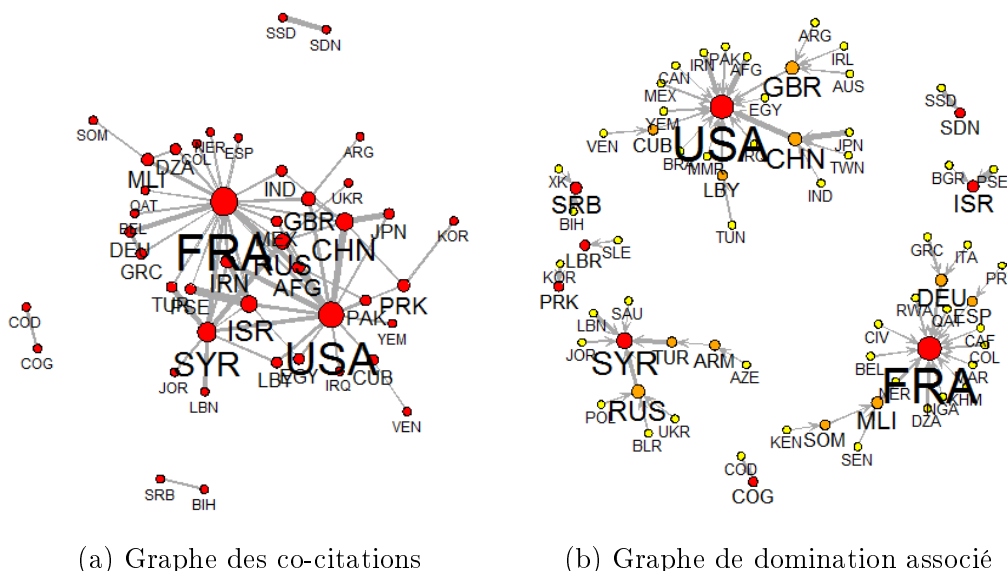 SSD
SDN
SOM
NER
COL
ESP
DZA
MLI
IND
ARG
QAT
UKR
GBR
BEL
CHN
JPN
KOR
DEU
FRA
MEX
RUS
GRC
IRN
AFG
TUR
PSE
PRK
PAK
ISR
COD
SYR
YEM
COG
USA
JOR
LBY
EGY
IRQ
CUB
LBN
VEN
SRB
BIH
(a) Graphe des co-citations
ARG
IRN
PAK
AFG
IRL
CAN
GBR
AUS
MEX
EGY
SSD
YEM
SDN
VEN
CUB
USA
CHN
JPN
BRA
MMR
IRQ
TWN
LBY
IND
XK
SRB
BIH
BGR
PSE
ISR
TUN
LBR
SLE
KOR
PRK
GRC
ITA
DEU
PR
RWA
QAT
ESP
LBN
SAU
CIV
CAF
COL
JOR
SYR
TUR
ARM
BEL
MAR
AZE
FRA
NER
KHM
NGA
DZA
RUS
POL
UKR
BLR
KEN
SOM
MLI
SEN
COD
COG
(b) Graphe de domination associé